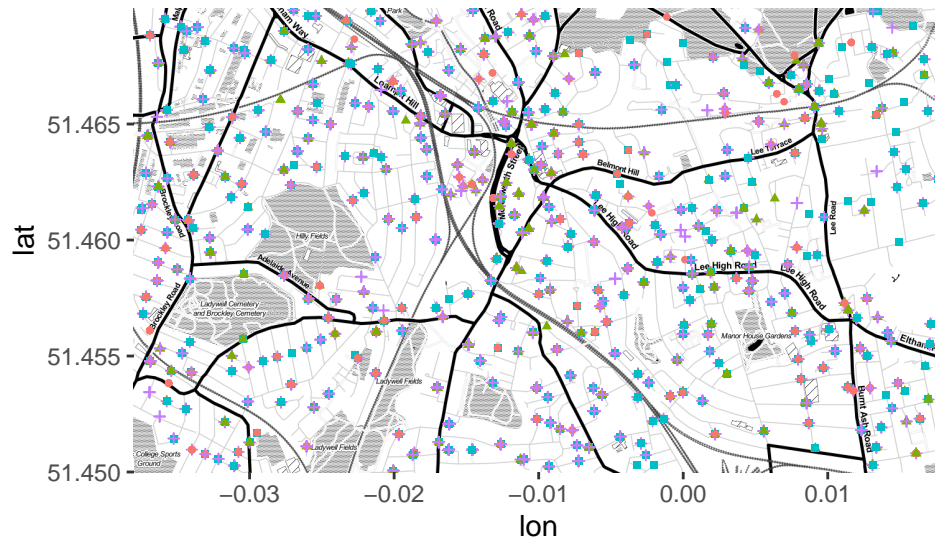 Park
Road
Loampit Hill
51.465
Lee Terrace
Belmont Hill
Brockley Road
Lee High Road
Lee Road
Hilly Fields
51.460
lat
Adelaide Avenue
Lee High Road
Lee High Road
Ladywell Cemetery
and Brockley Cemetery
Brockley Road
Manor House Gardens
51.455
Ladywell Fields
Burnt Ash Road
Ladywell Fields
College Sports
Ground
51.450
−0.03
−0.02
−0.01
0.00
0.01
lon